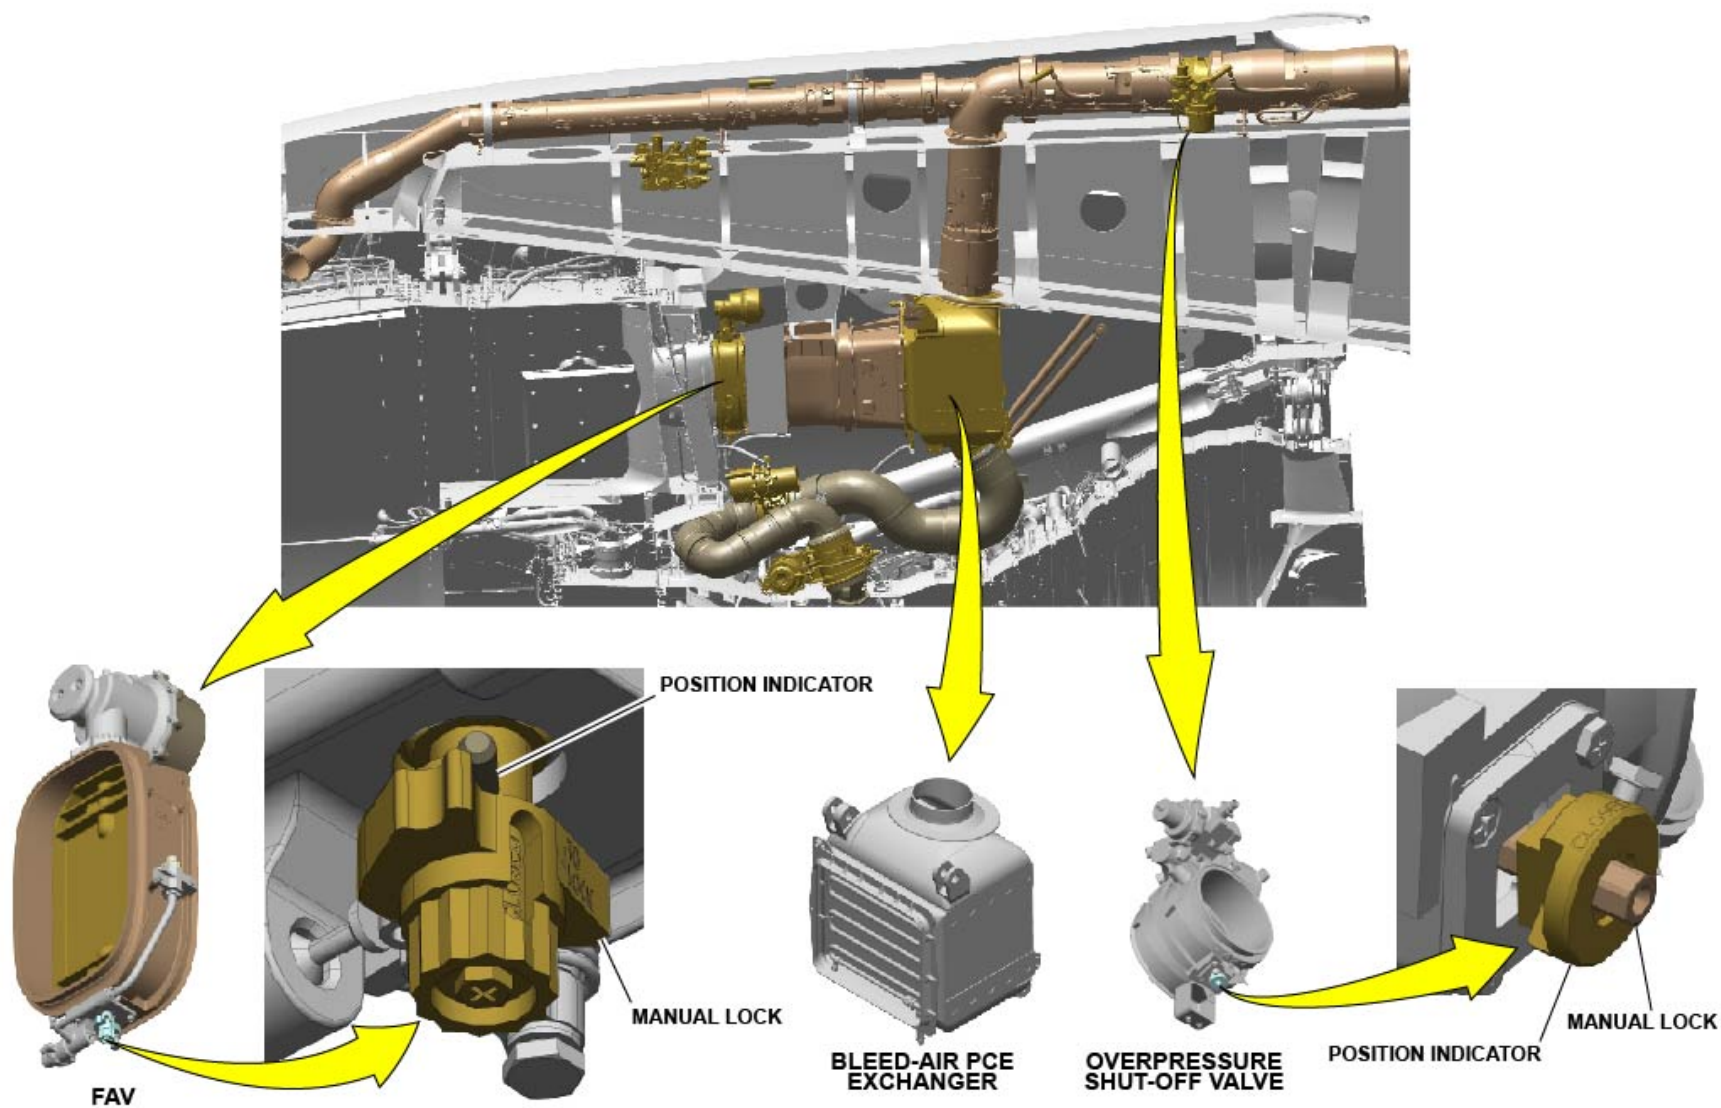 POSITION INDICATOR
MANUAL LOCK
FAV
BLEED-AIR PCE
EXCHANGER
OVERPRESSURE
SHUT-OFF VALVE
POSITION INDICATOR
MANUAL LOCK